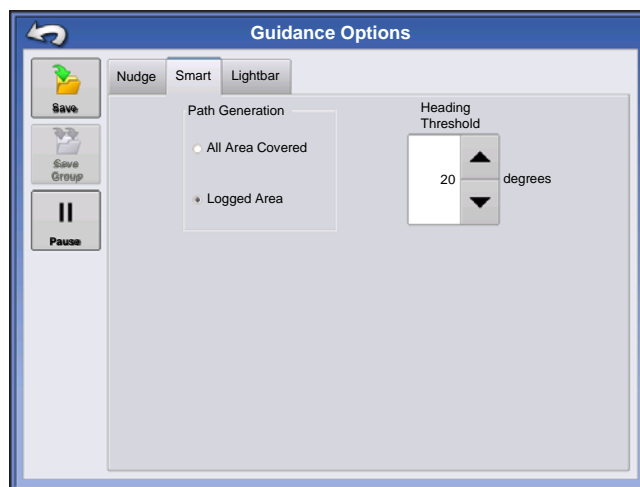 Guidance Options
Nudge Smart Lightbar
Save
Save
Group
Pause
Path Generation
All Area Covered
Logged Area
Heading
Threshold
20 degrees